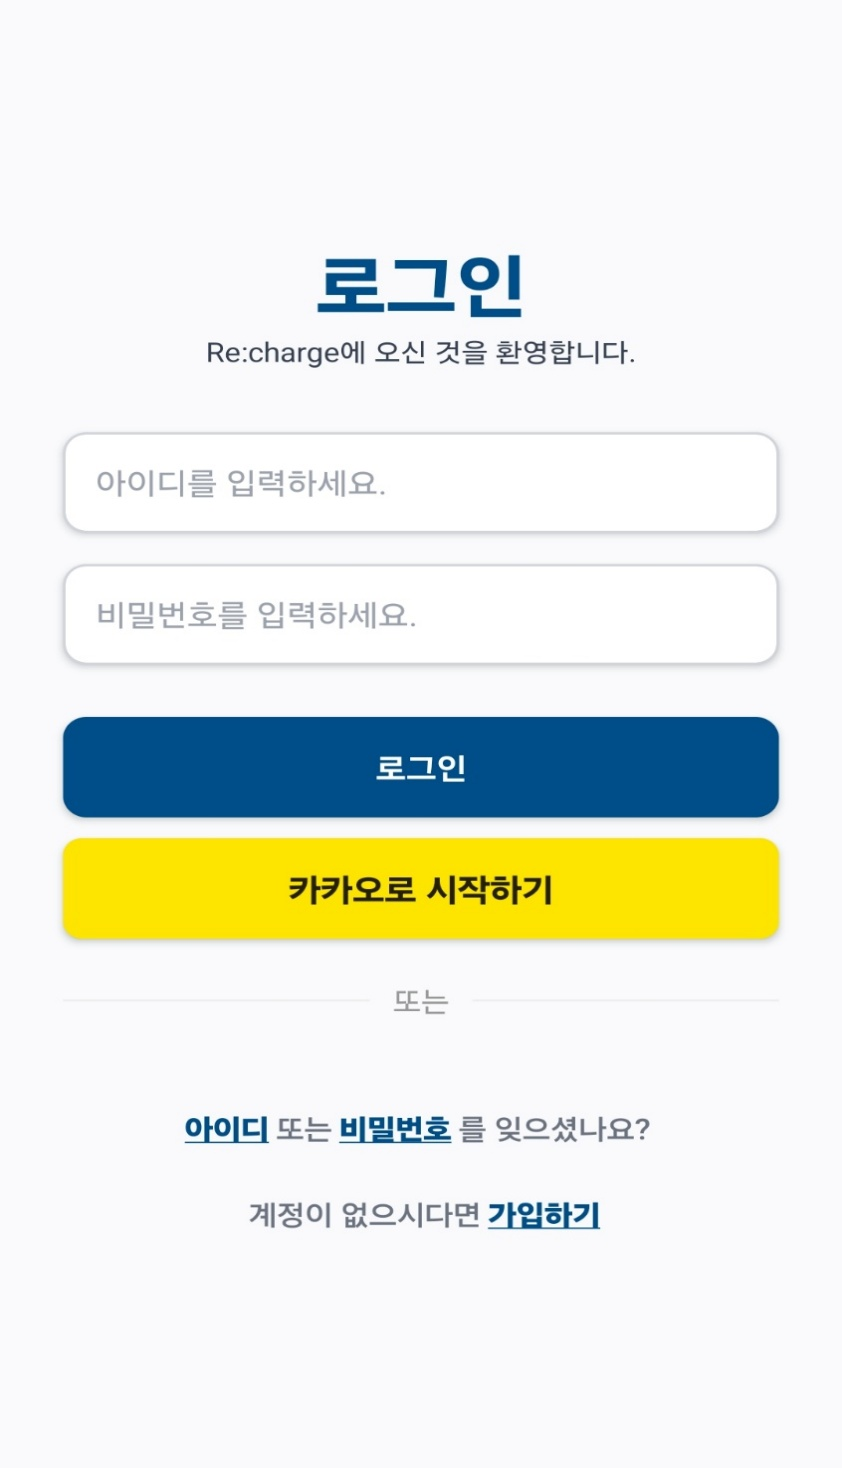 로그인
Re:charge에 오신 것을 환영합니다.
아이디를 입력하세요.
비밀번호를 입력하세요.
로그인
카카오로 시작하기
또는
아이디 또는 비밀번호 를 잊으셨나요?
계정이 없으시다면 가입하기